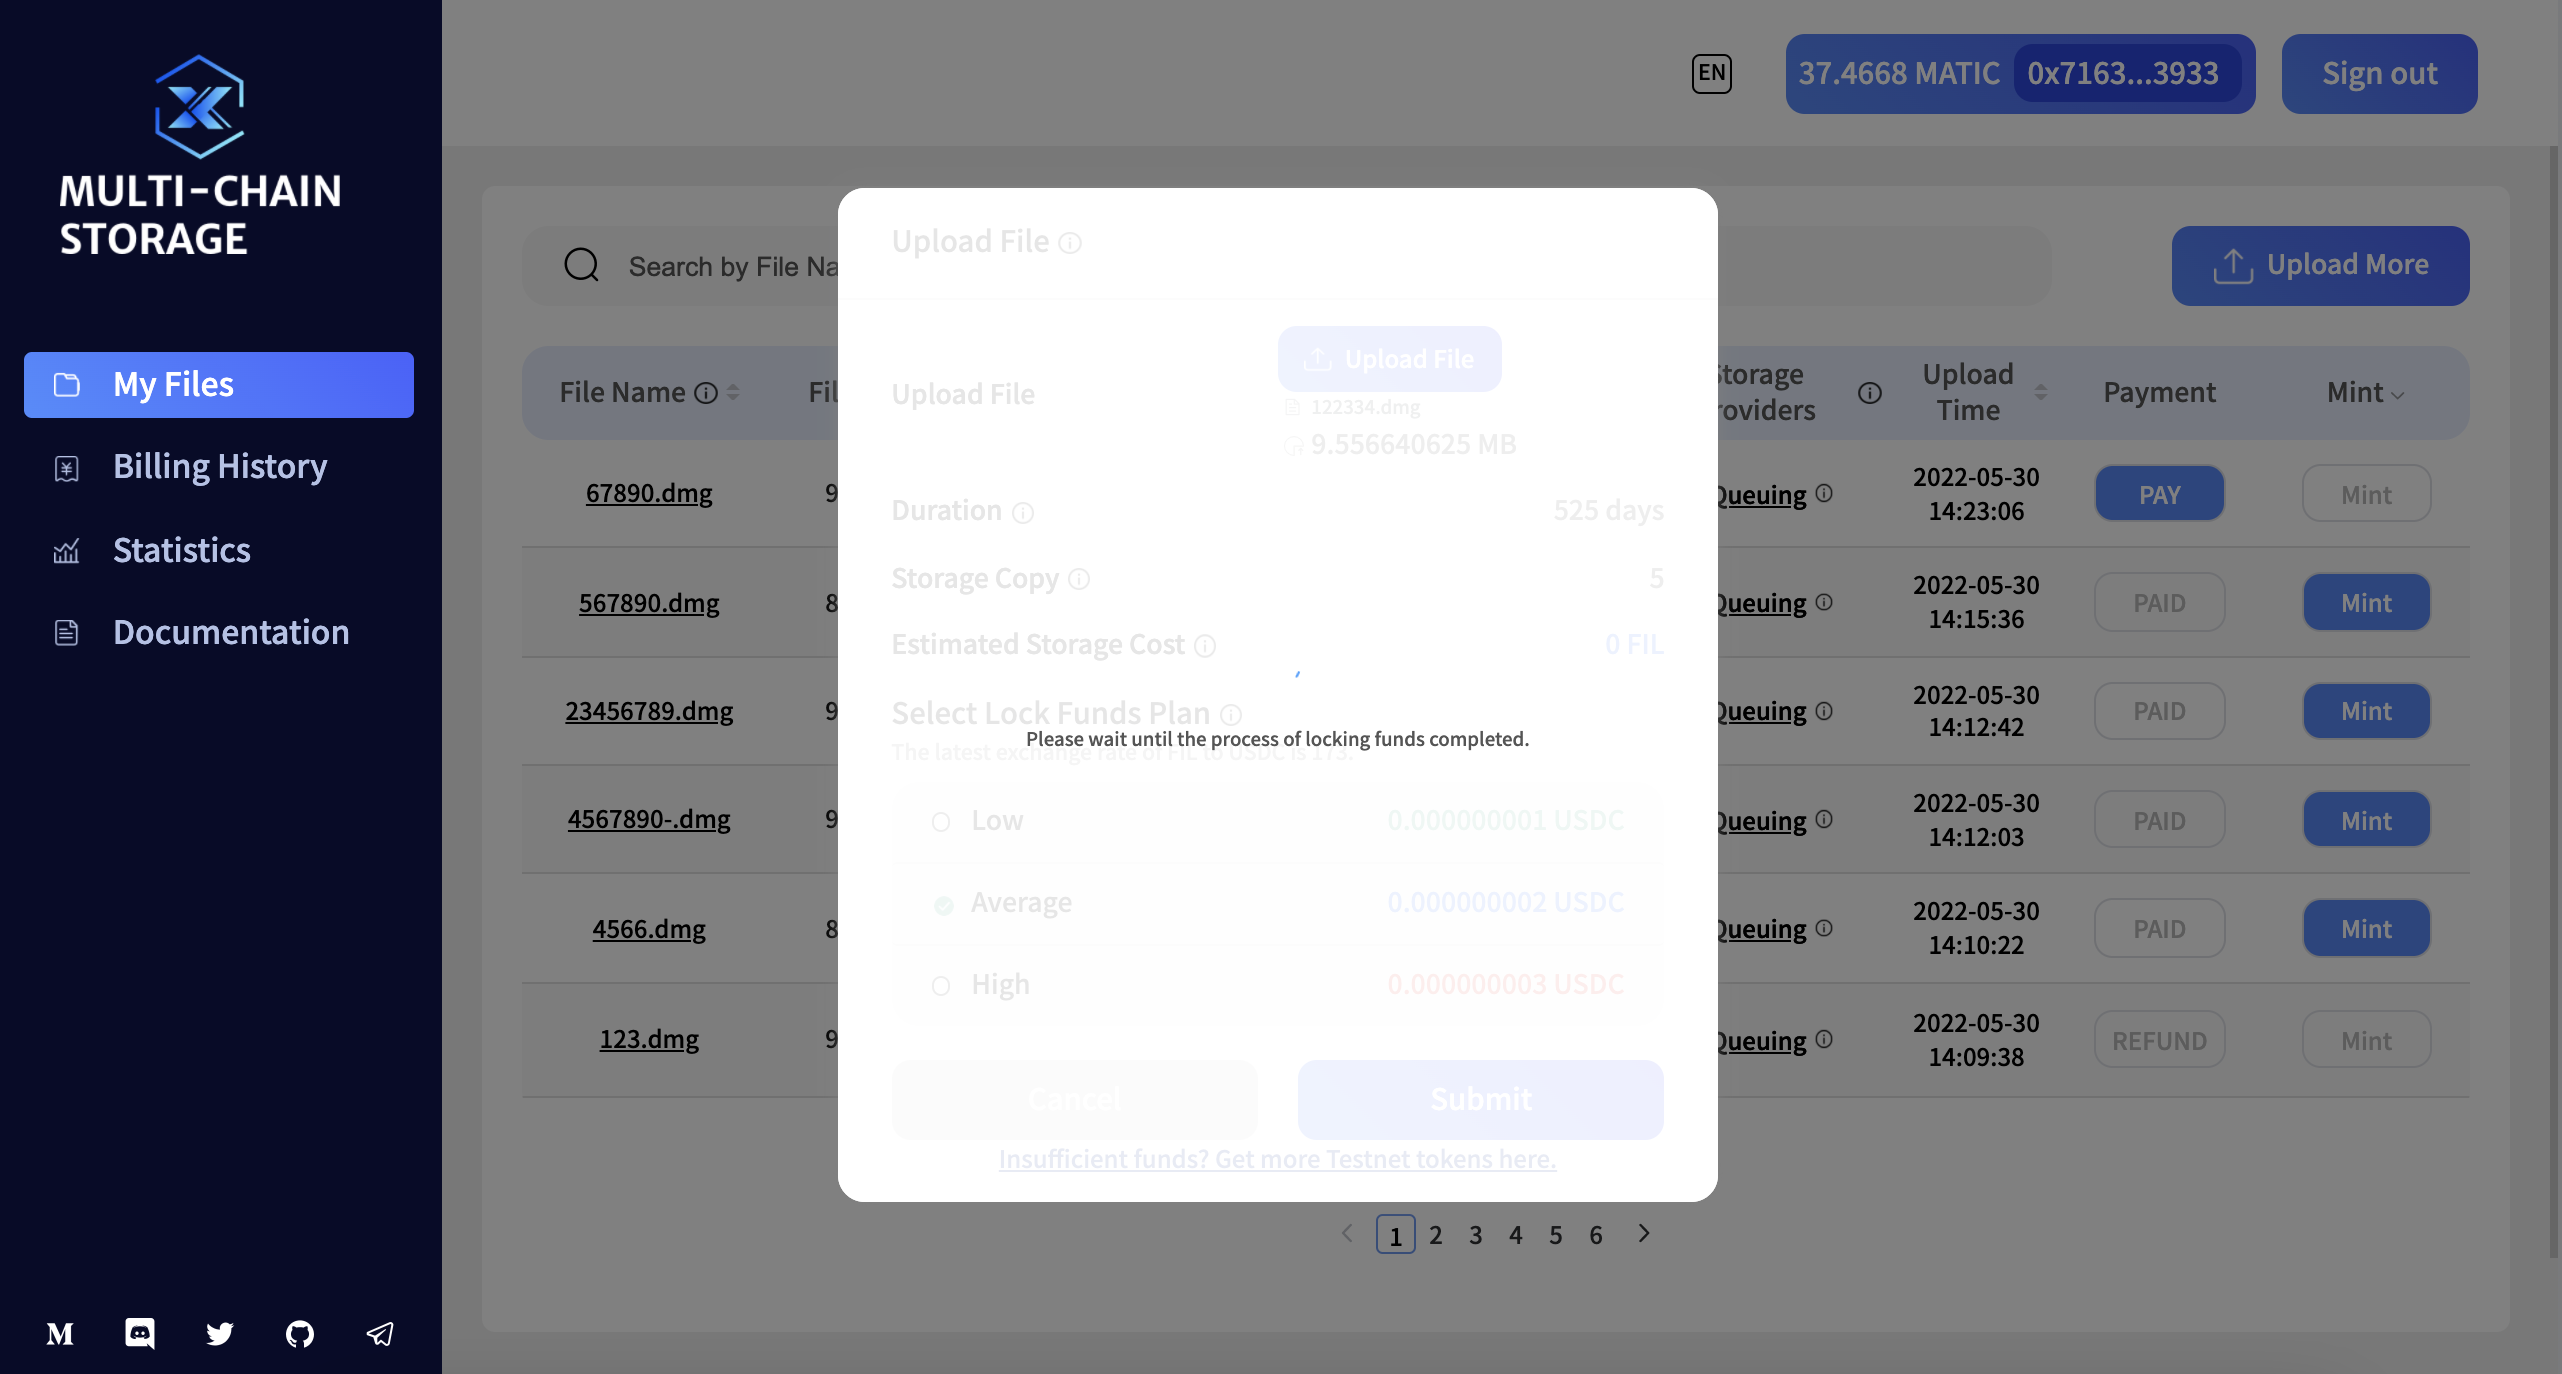 MULTI-CHAIN
STORAGE
My Files
Billing History
Statistics
Documentation
EN
37.4668 MATIC 0x7163...3933
Sign out
Search by File Na
Upload More
File Name
Fil
Storage
Providers
Upload
Time
Payment
Mint
67890.dmg 9 Queuing 2022-05-30 14:23:06 PAY Mint
567890.dmg 8 Queuing 2022-05-30 14:15:36 PAID Mint
23456789.dmg 9 Queuing 2022-05-30 14:12:42 PAID Mint
4567890-.dmg 9 Queuing 2022-05-30 14:12:03 PAID Mint
4566.dmg 8 Queuing 2022-05-30 14:10:22 PAID Mint
123.dmg 9 Queuing 2022-05-30 14:09:38 REFUND Mint
Upload File
Upload File
Upload File
122334.dmg
9.556640625 MB
Duration 525 days
Storage Copy 5
Estimated Storage Cost 0 FIL
Select Lock Funds Plan
Please wait until the process of locking funds completed.
The latest exchange rate of FIL to USDC is 173.
Low 0.000000001 USDC
Average 0.000000002 USDC
High 0.000000003 USDC
Cancel Submit
Insufficient funds? Get more Testnet tokens here.
1 2 3 4 5 6